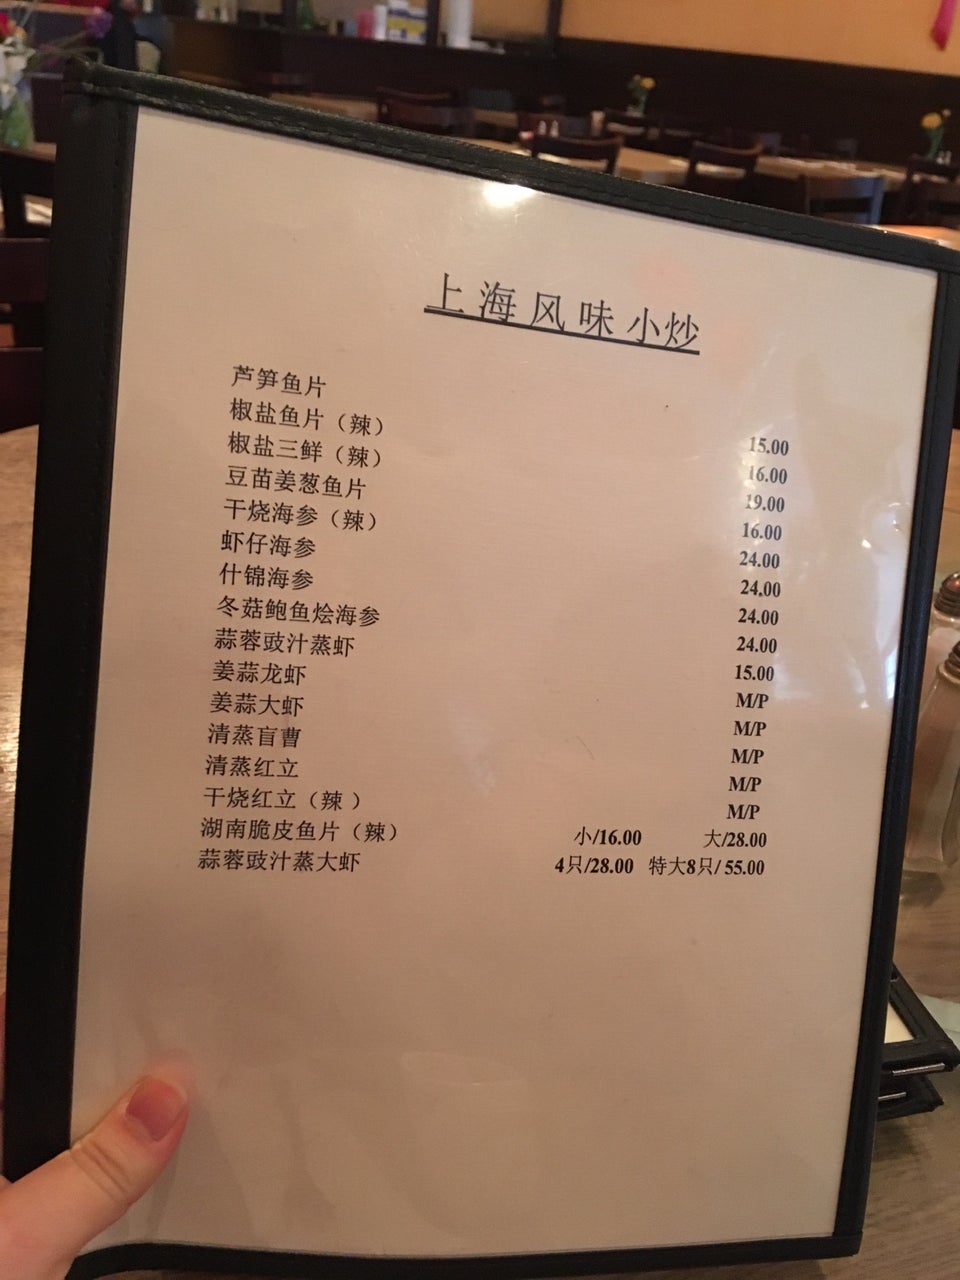 上海风味小炒
芦笋鱼片 15.00
椒盐鱼片（辣） 16.00
椒盐三鲜（辣） 19.00
豆苗姜葱鱼片 16.00
干烧海参（辣） 24.00
虾仔海参 24.00
什锦海参 24.00
冬菇鲍鱼烩海参 24.00
蒜蓉豉汁蒸虾 15.00
姜蒜龙虾 M/P
姜蒜大虾 M/P
清蒸盲曹 M/P
清蒸红立 M/P
干烧红立（辣 ） M/P
湖南脆皮鱼片（辣） 小/16.00 大/28.00
蒜蓉豉汁蒸大虾 4只/28.00 特大8只/ 55.00